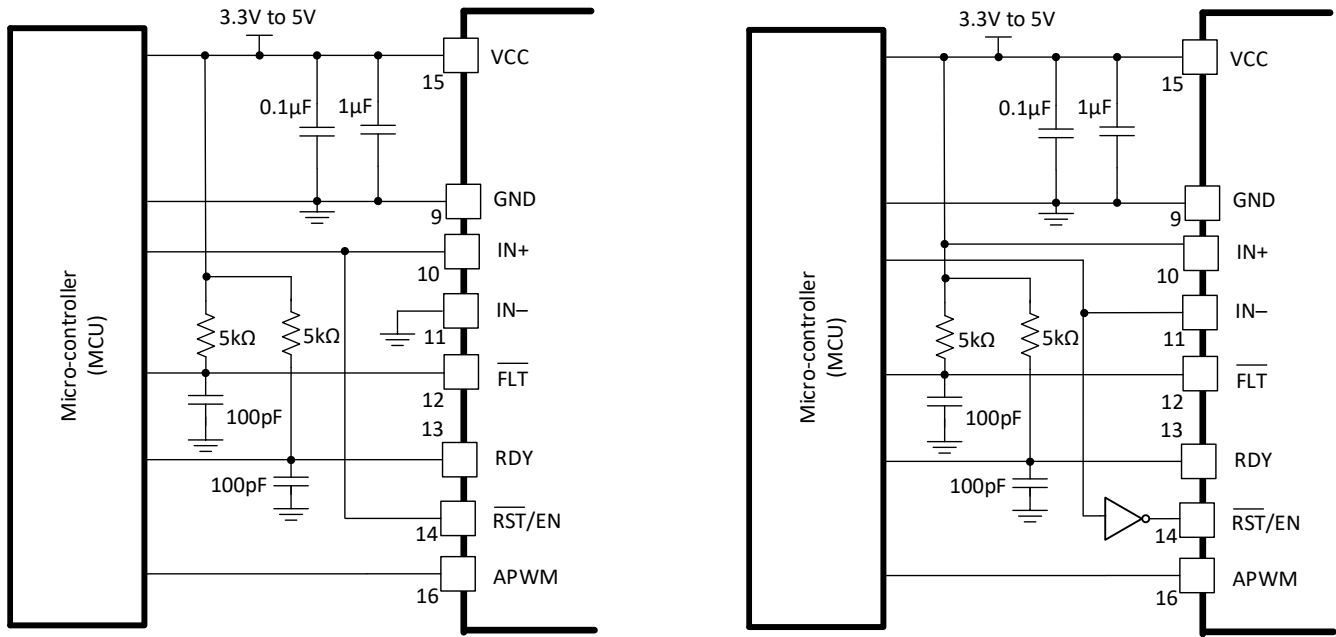 3.3V to 5V
VCC
15
0.1µF
1µF
GND
9
IN+
10
IN–
11
5kΩ
5kΩ
FLT
12
100pF
13
RDY
100pF
RST/EN
14
APWM
16
Micro-controller
(MCU)
3.3V to 5V
VCC
15
0.1µF
1µF
GND
9
IN+
10
IN–
11
5kΩ
5kΩ
FLT
12
100pF
13
RDY
100pF
RST/EN
14
APWM
16
Micro-controller
(MCU)